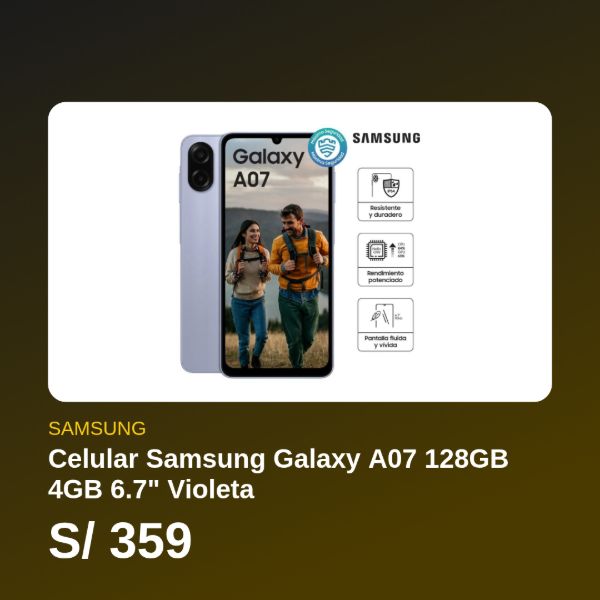 Galaxy
A07
SAMSUNG
Resistente
y duradero
Rendimiento
potenciado
Pantalla fluida
y vívida
SAMSUNG
Celular Samsung Galaxy A07 128GB
4GB 6.7" Violeta
S/ 359